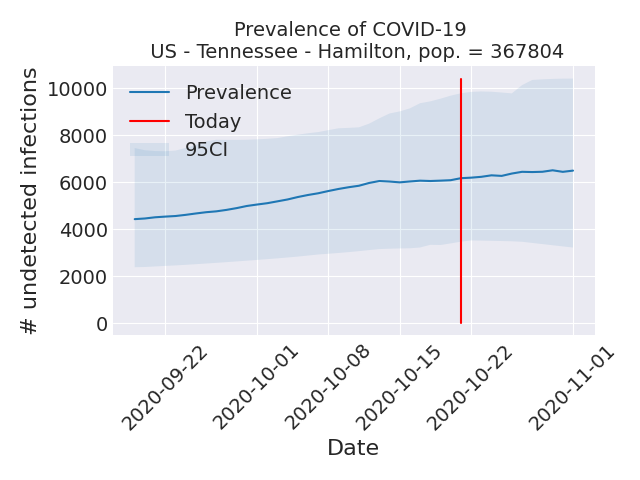 Prevalence of COVID-19
US - Tennessee - Hamilton, pop. = 367804
# undetected infections
10000
8000
6000
4000
2000
0
Prevalence
Today
95CI
2020-09-22
2020-10-01
2020-10-08
2020-10-15
2020-10-22
2020-11-01
Date